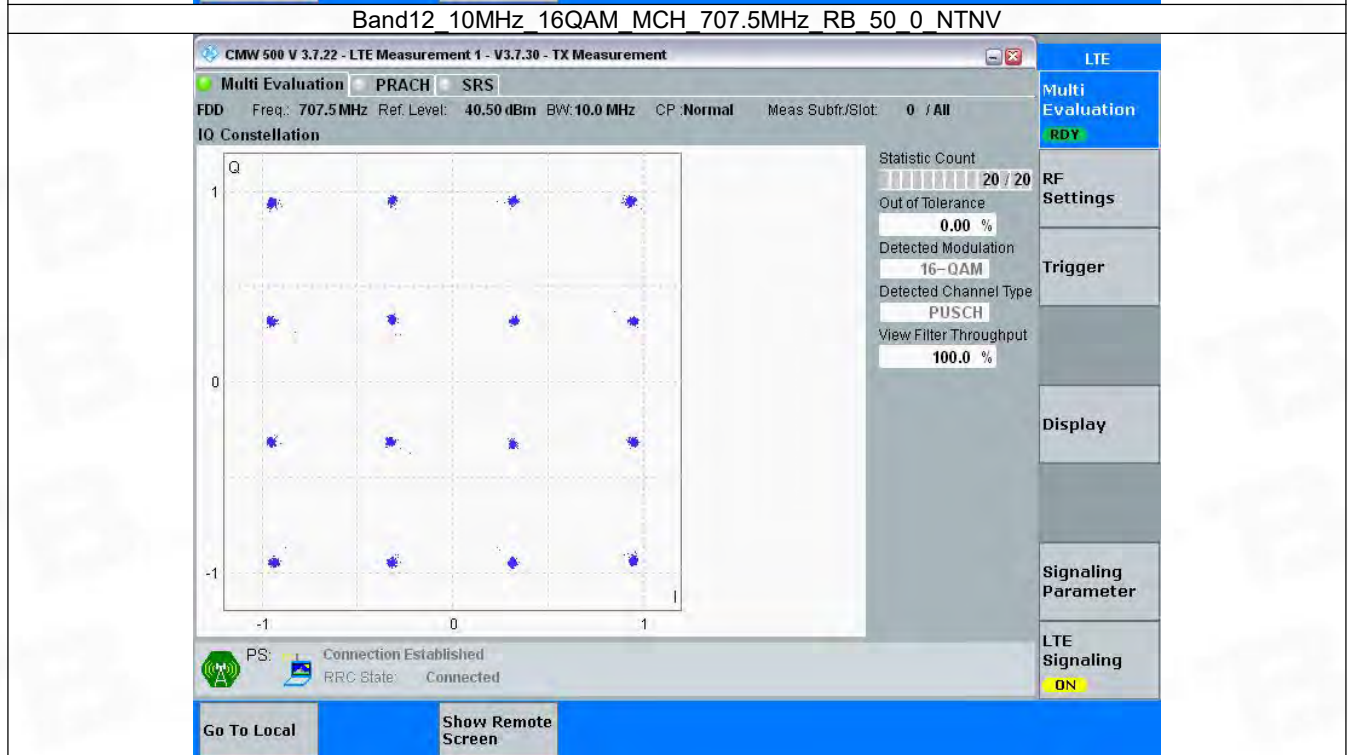 Band12_10MHz_16QAM_MCH_707.5MHz_RB_50_0_NTNV
CMW 500 V 3.7.22 - LTE Measurement 1 - V3.7.30 - TX Measurement
LTE
Multi Evaluation PRACH SRS
Multi
Evaluation
RDY
FDD Freq.: 707.5 MHz Ref. Level: 40.50 dBm BW: 10.0 MHz CP :Normal Meas Subfr./Slot: 0 / All
IQ Constellation
Q
1
0
-1
I
-1 0 1
Statistic Count
20 / 20
Out of Tolerance
0.00 %
Detected Modulation
16-QAM
Detected Channel Type
PUSCH
View Filter Throughput
100.0 %
RF
Settings
Trigger
Display
Signaling
Parameter
LTE
Signaling
ON
PS: Connection Established
RRC State: Connected
Go To Local
Show Remote
Screen